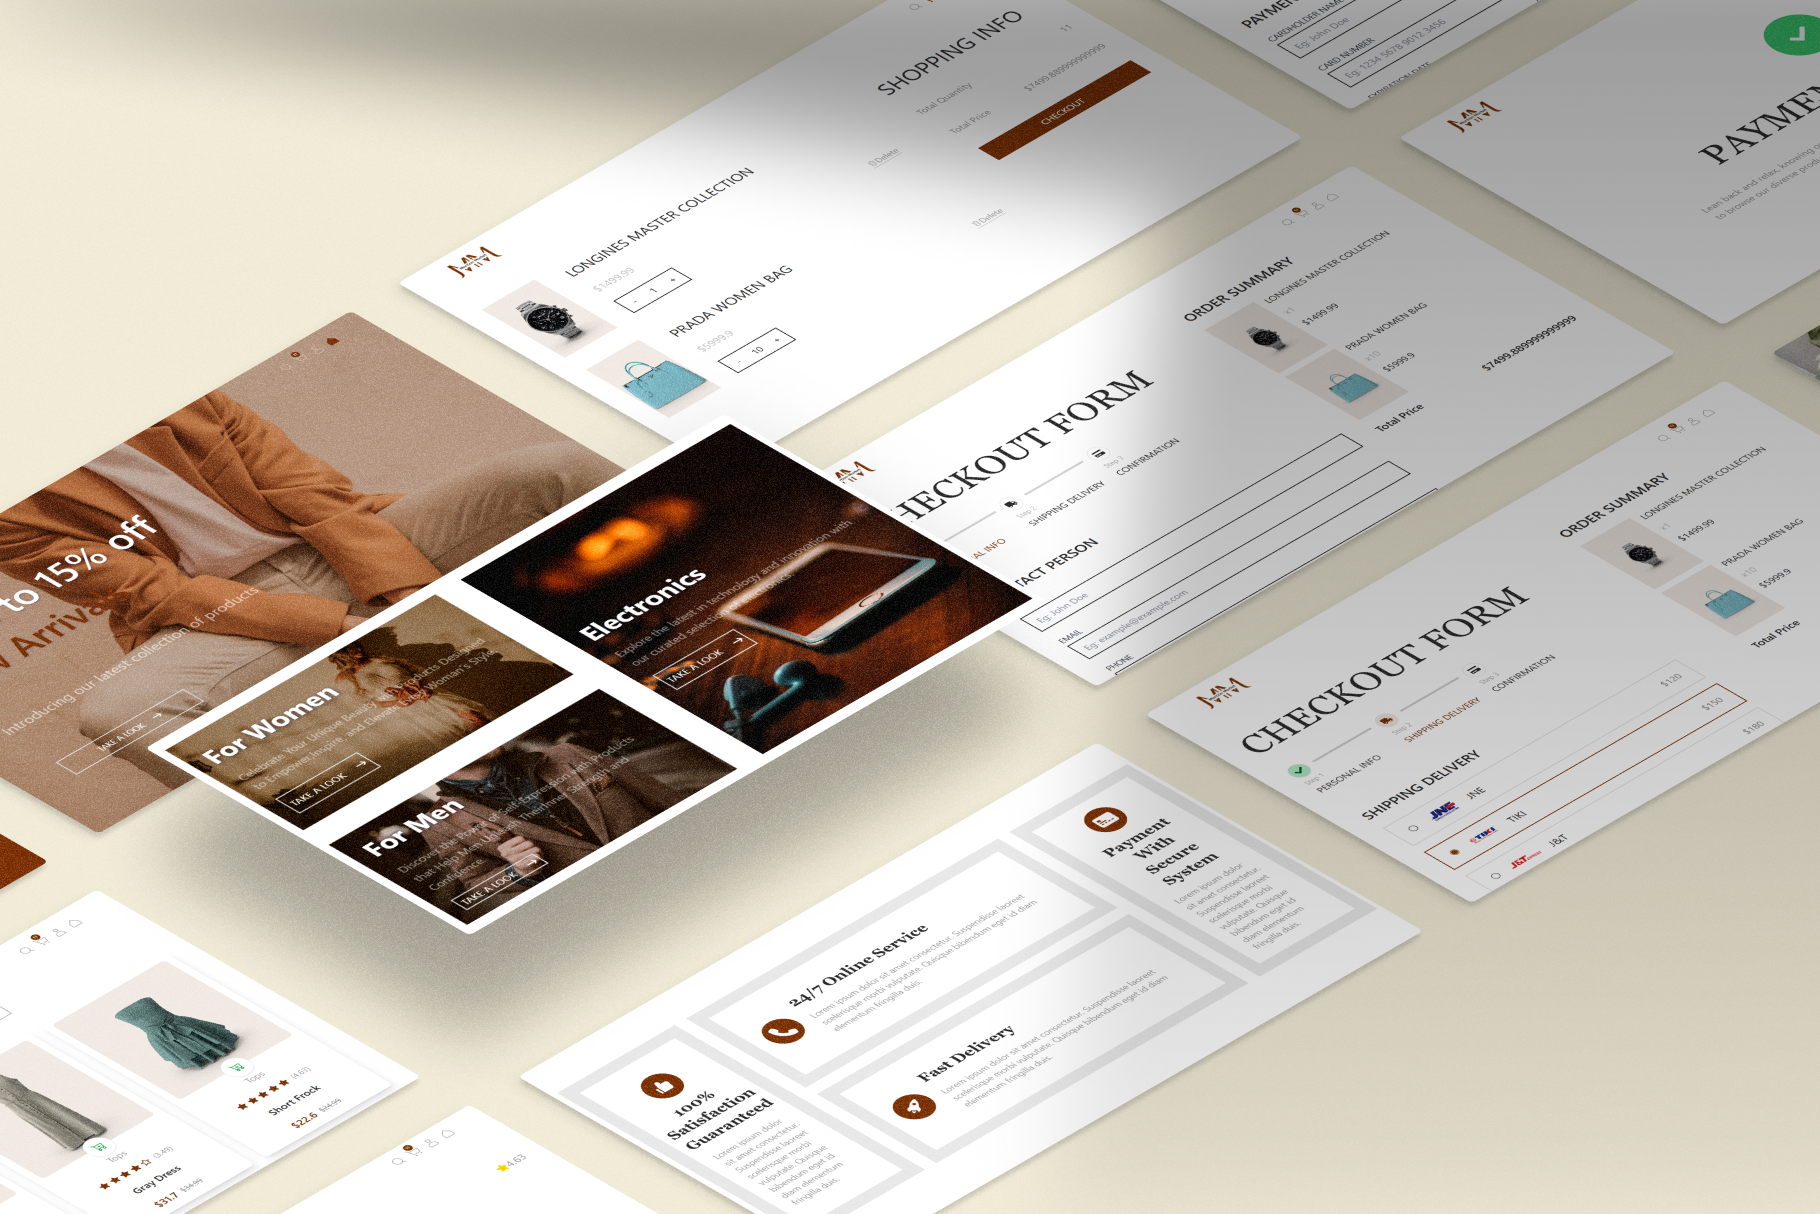 SHOPPING INFO
Total Quantity
11
Total Price
$7499.889999999999
CHECKOUT
LONGINES MASTER COLLECTION
$1499.99
- 1 +
Delete
PRADA WOMEN BAG
$5999.9
- 10 +
Delete
CARDHOLDER NAME
Eg: John Doe
CARD NUMBER
Eg: 1234 5678 9012 3456
EXPIRATION DATE
Lean back and relax, knowing
to browse our diverse
to 15% off
Introducing our latest collection of products
TAKE A LOOK
Electronics
Explore the latest in technology and innovation with
our curated selection
TAKE A LOOK
For Women
Celebrate Your Unique Beauty
Products Designed
to Empower, Inspire, and Elevate Every Woman's Style
TAKE A LOOK
For Men
Discover the Power of Self-Expression with Products
that Help Men
Their Inner Strength and
Confidence
TAKE A LOOK
HECKOUT FORM
AL INFO
Step 2
SHIPPING DELIVERY
Step 3
CONFIRMATION
TACT PERSON
Eg: John Doe
EMAIL
Eg: example@example.com
PHONE
ORDER SUMMARY
LONGINES MASTER COLLECTION
x1
$1499.99
PRADA WOMEN BAG
x10
$5999.9
Total Price
$7499.889999999999
CHECKOUT FORM
Step 1
PERSONAL INFO
Step 2
SHIPPING DELIVERY
Step 3
CONFIRMATION
SHIPPING DELIVERY
JNE
JNE
$120
TIKI
TIKI
$150
J&T
J&T
$180
ORDER SUMMARY
LONGINES MASTER COLLECTION
x1
$1499.99
PRADA WOMEN BAG
x10
$5999.9
Total Price
100%
Satisfaction
Guaranteed
Lorem ipsum dolor
sit amet consectetur.
Suspendisse laoreet
scelerisque morbi
vulputate. Quisque
bibendum eget id
diam elementum
fringilla duis.
24/7 Online Service
Lorem ipsum dolor sit amet consectetur. Suspendisse laoreet
scelerisque morbi vulputate. Quisque bibendum eget id diam
elementum fringilla duis.
Fast Delivery
Lorem ipsum dolor sit amet consectetur. Suspendisse laoreet
scelerisque morbi vulputate. Quisque bibendum eget id diam
elementum fringilla duis.
Payment
With
Secure
System
Lorem ipsum dolor
sit amet consectetur.
Suspendisse laoreet
scelerisque morbi
vulputate. Quisque
bibendum eget id
diam elementum
fringilla duis.
Tops
(4.63)
Short Frock
$22.6 $34.99
Tops
(3.49)
Gray Dress
$31.7 $34.99
4.63